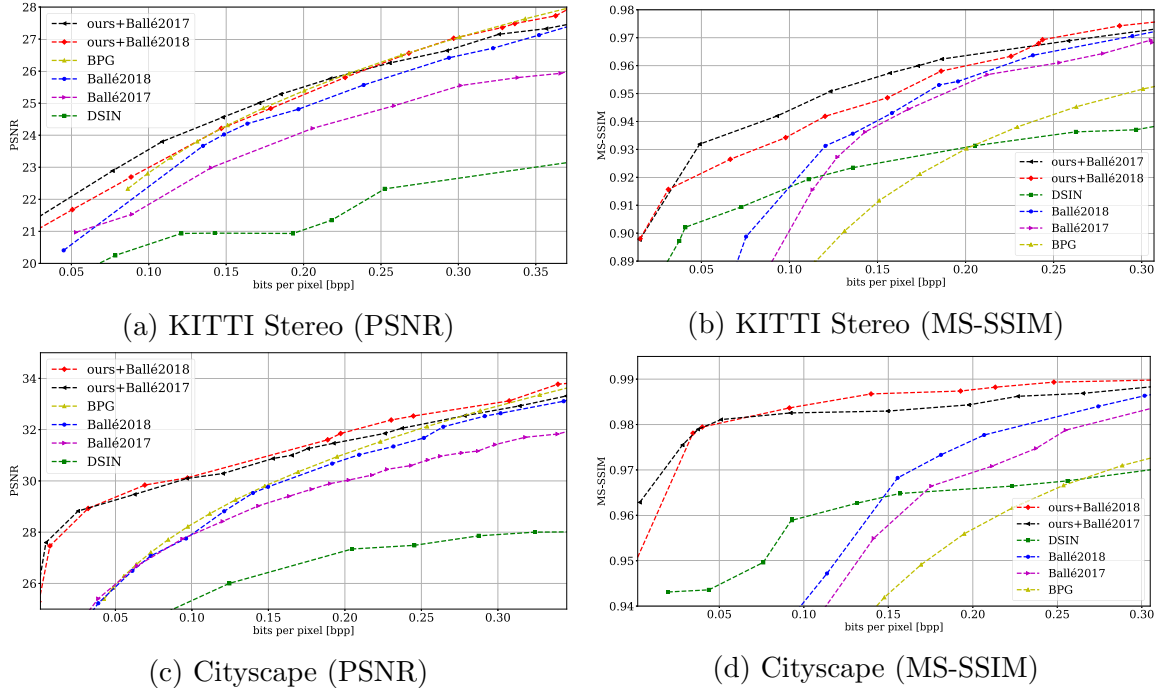 28
27
26
25
24
23
22
21
20
PSNR
ours+Ballé2017
ours+Ballé2018
BPG
Ballé2018
Ballé2017
DSIN
0.05 0.10 0.15 0.20 0.25 0.30 0.35
bits per pixel [bpp]
(a) KITTI Stereo (PSNR)
0.98
0.97
0.96
0.95
0.94
0.93
0.92
0.91
0.90
0.89
MS-SSIM
ours+Ballé2017
ours+Ballé2018
DSIN
Ballé2018
Ballé2017
BPG
0.05 0.10 0.15 0.20 0.25 0.30
bits per pixel [bpp]
(b) KITTI Stereo (MS-SSIM)
34
32
30
28
26
PSNR
ours+Ballé2018
ours+Ballé2017
BPG
Ballé2018
Ballé2017
DSIN
0.05 0.10 0.15 0.20 0.25 0.30
bits per pixel [bpp]
(c) Cityscape (PSNR)
0.99
0.98
0.97
0.96
0.95
0.94
MS-SSIM
ours+Ballé2018
ours+Ballé2017
DSIN
Ballé2018
Ballé2017
BPG
0.05 0.10 0.15 0.20 0.25 0.30
bits per pixel [bpp]
(d) Cityscape (MS-SSIM)